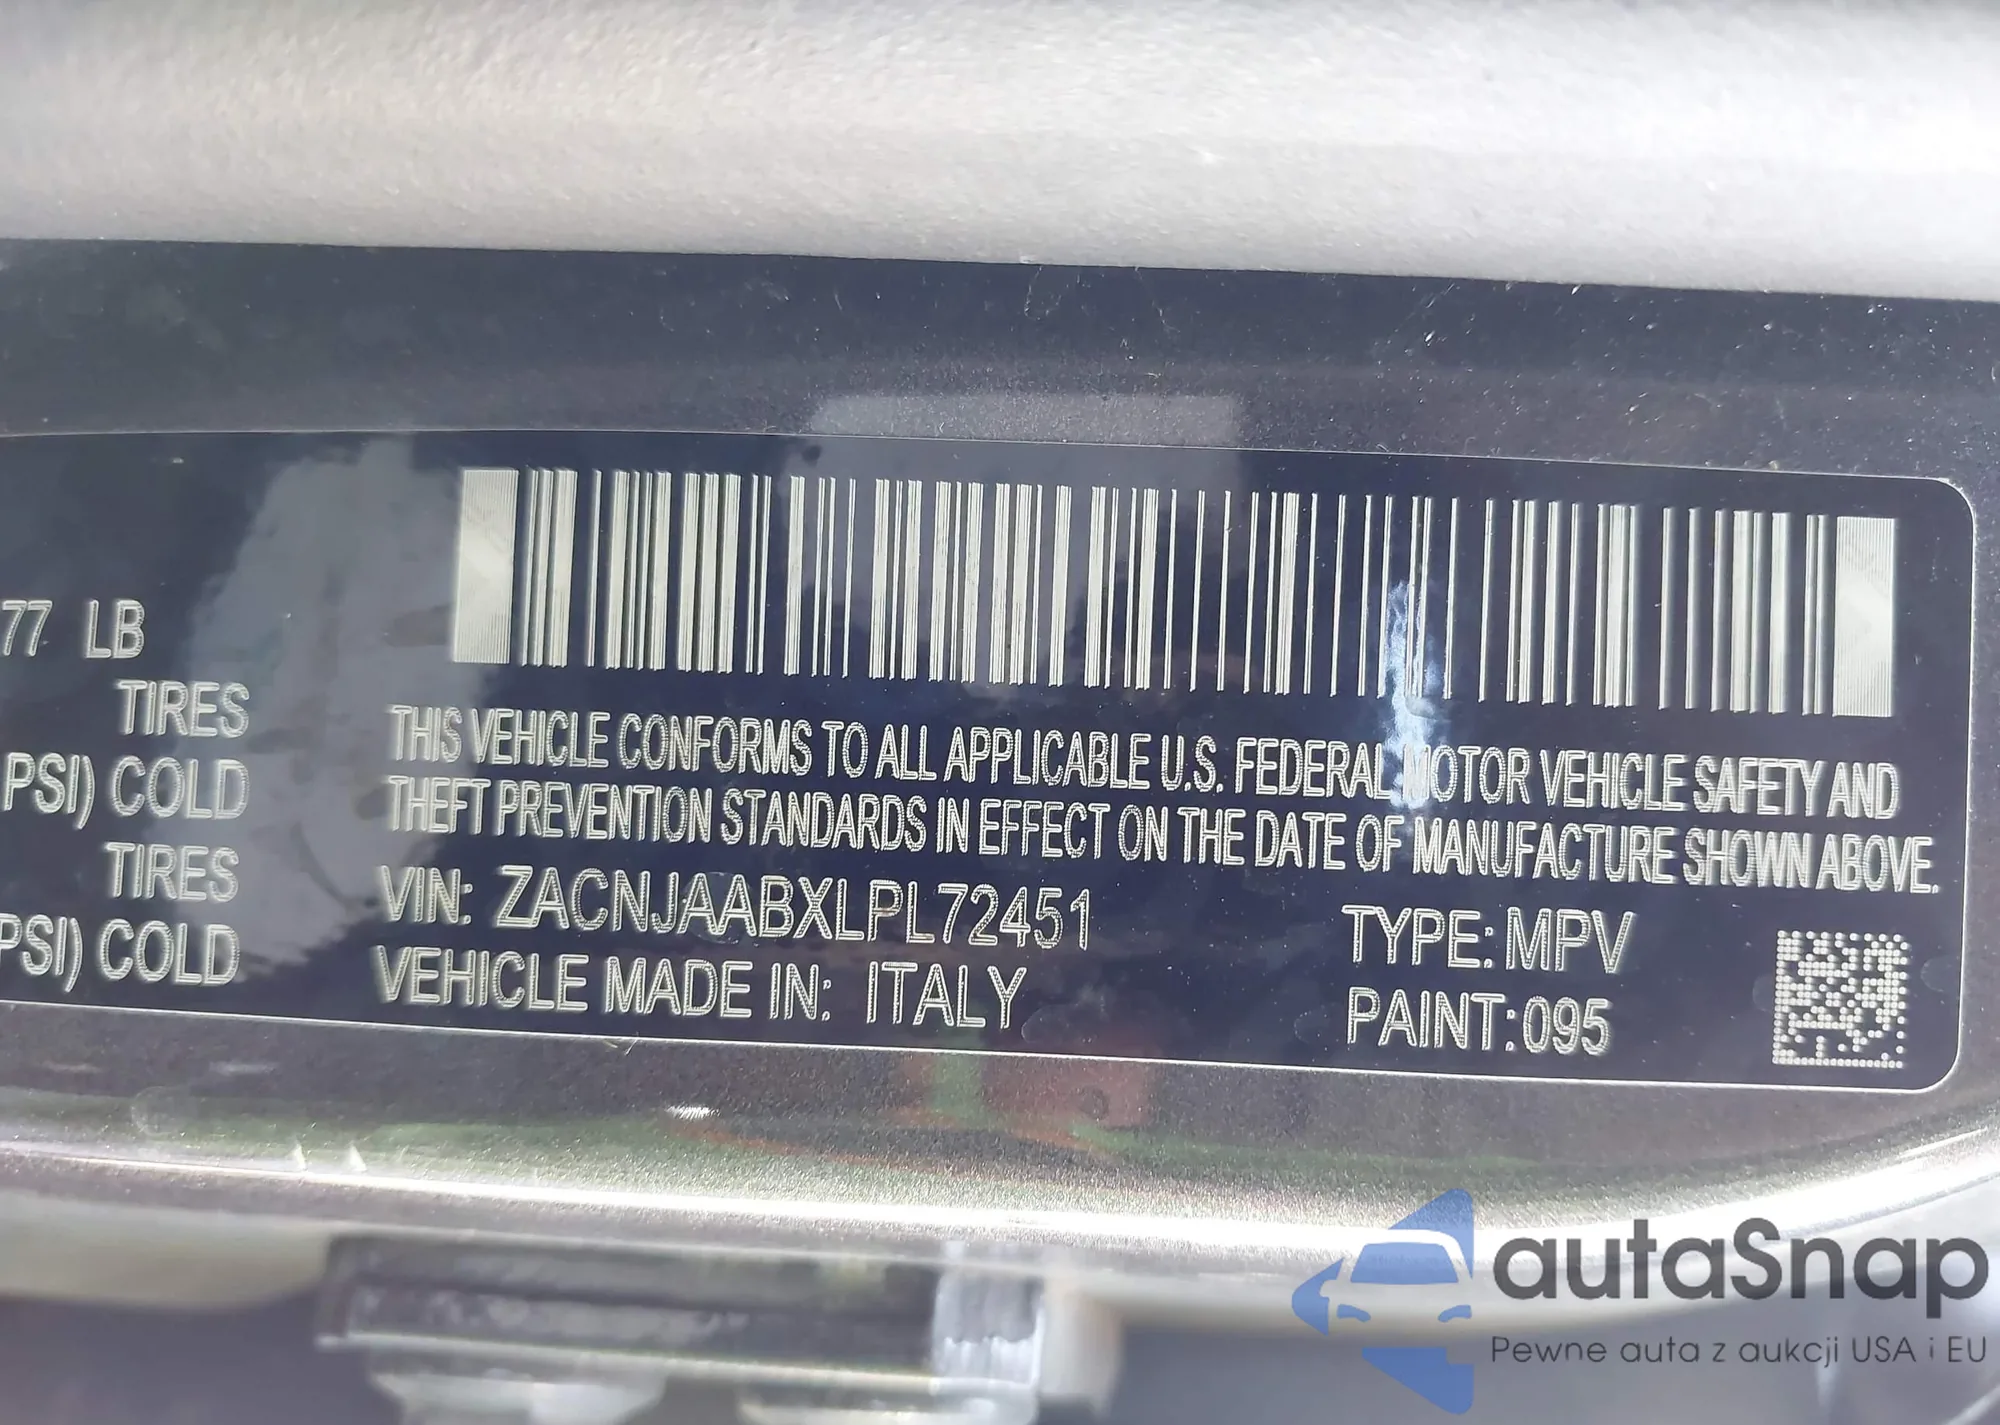 77 LB
TIRES
PSI) COLD
TIRES
PSI) COLD
THIS VEHICLE CONFORMS TO ALL APPLICABLE U.S. FEDERAL MOTOR VEHICLE SAFETY AND
THEFT PREVENTION STANDARDS IN EFFECT ON THE DATE OF MANUFACTURE SHOWN ABOVE.
VIN: ZACNJAABXLPL72451 TYPE: MPV
VEHICLE MADE IN: ITALY PAINT: 095
autaSnap
Pewne auta z aukcji USA i EU